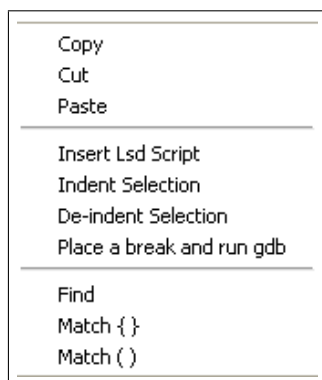 Copy
Cut
Paste
Insert Lsd Script
Indent Selection
De-indent Selection
Place a break and run gdb
Find
Match { }
Match ( )